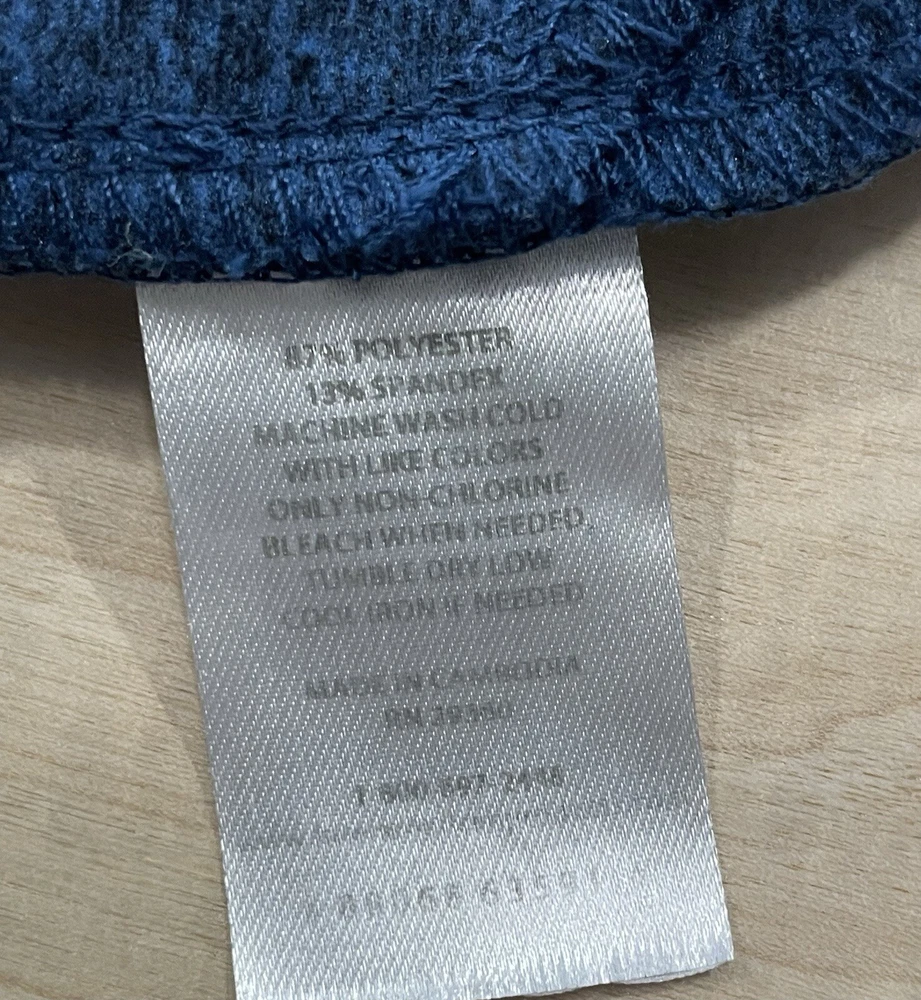 87% POLYESTER
13% SPANDEX
MACHINE WASH COLD
WITH LIKE COLORS
ONLY NON-CHLORINE
BLEACH WHEN NEEDED.
TUMBLE DRY LOW
COOL IRON IF NEEDED
MADE IN CAMBODIA
RN